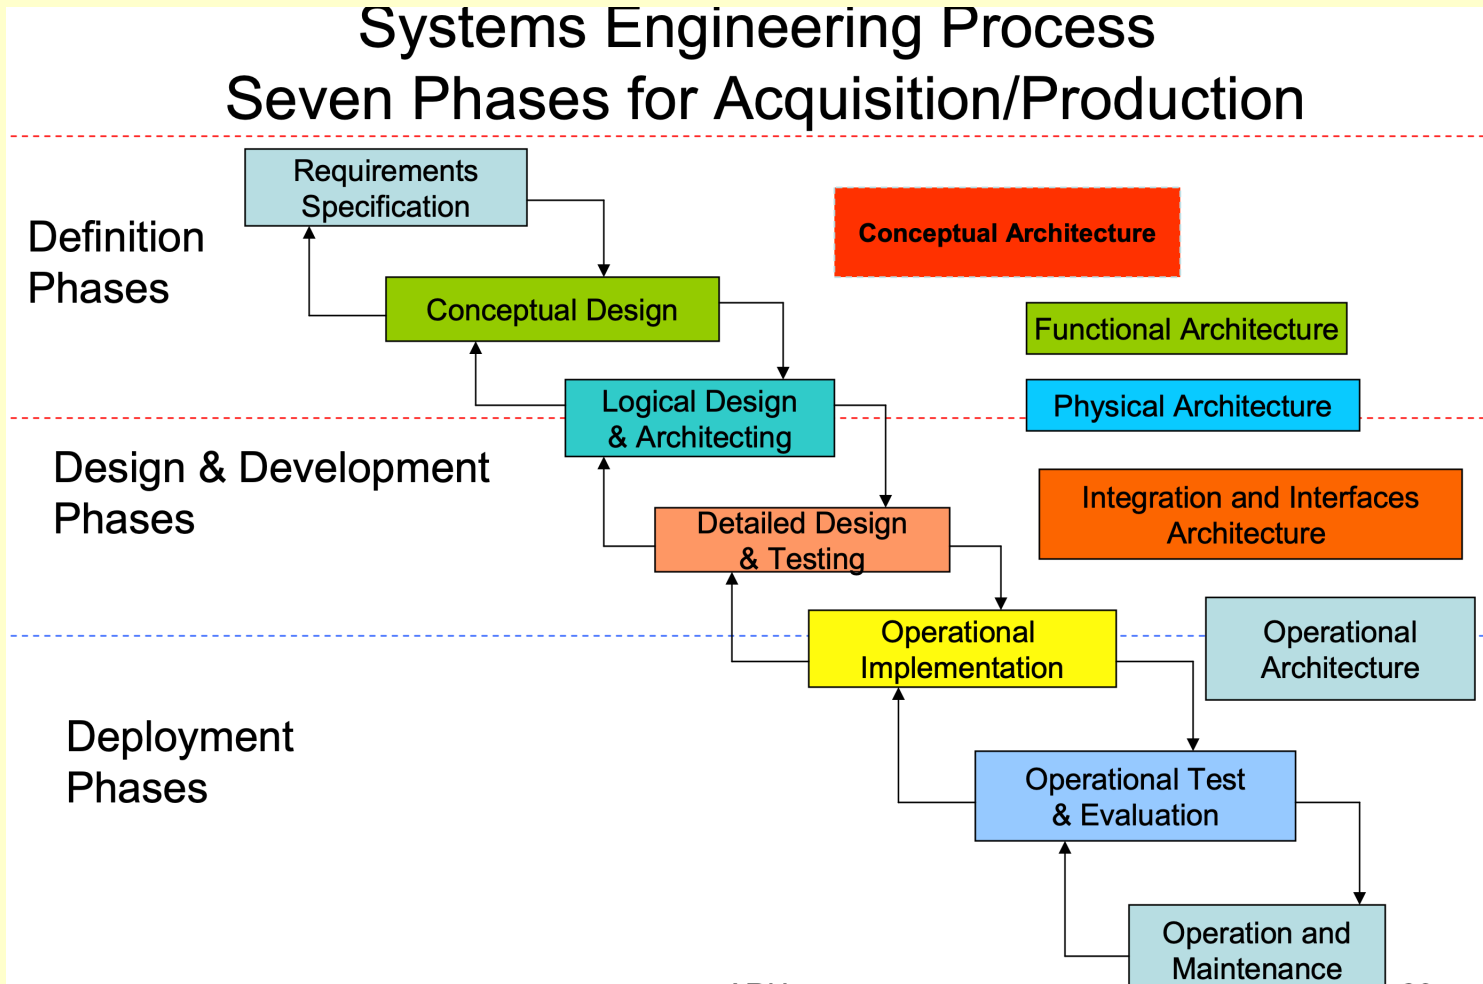 Systems Engineering Process
Seven Phases for Acquisition/Production
Requirements
Specification
Definition
Phases
Conceptual Architecture
Conceptual Design
Functional Architecture
Logical Design
& Architecting
Physical Architecture
Design & Development
Phases
Detailed Design
& Testing
Integration and Interfaces
Architecture
Operational
Implementation
Operational
Architecture
Deployment
Phases
Operational Test
& Evaluation
Operation and
Maintenance